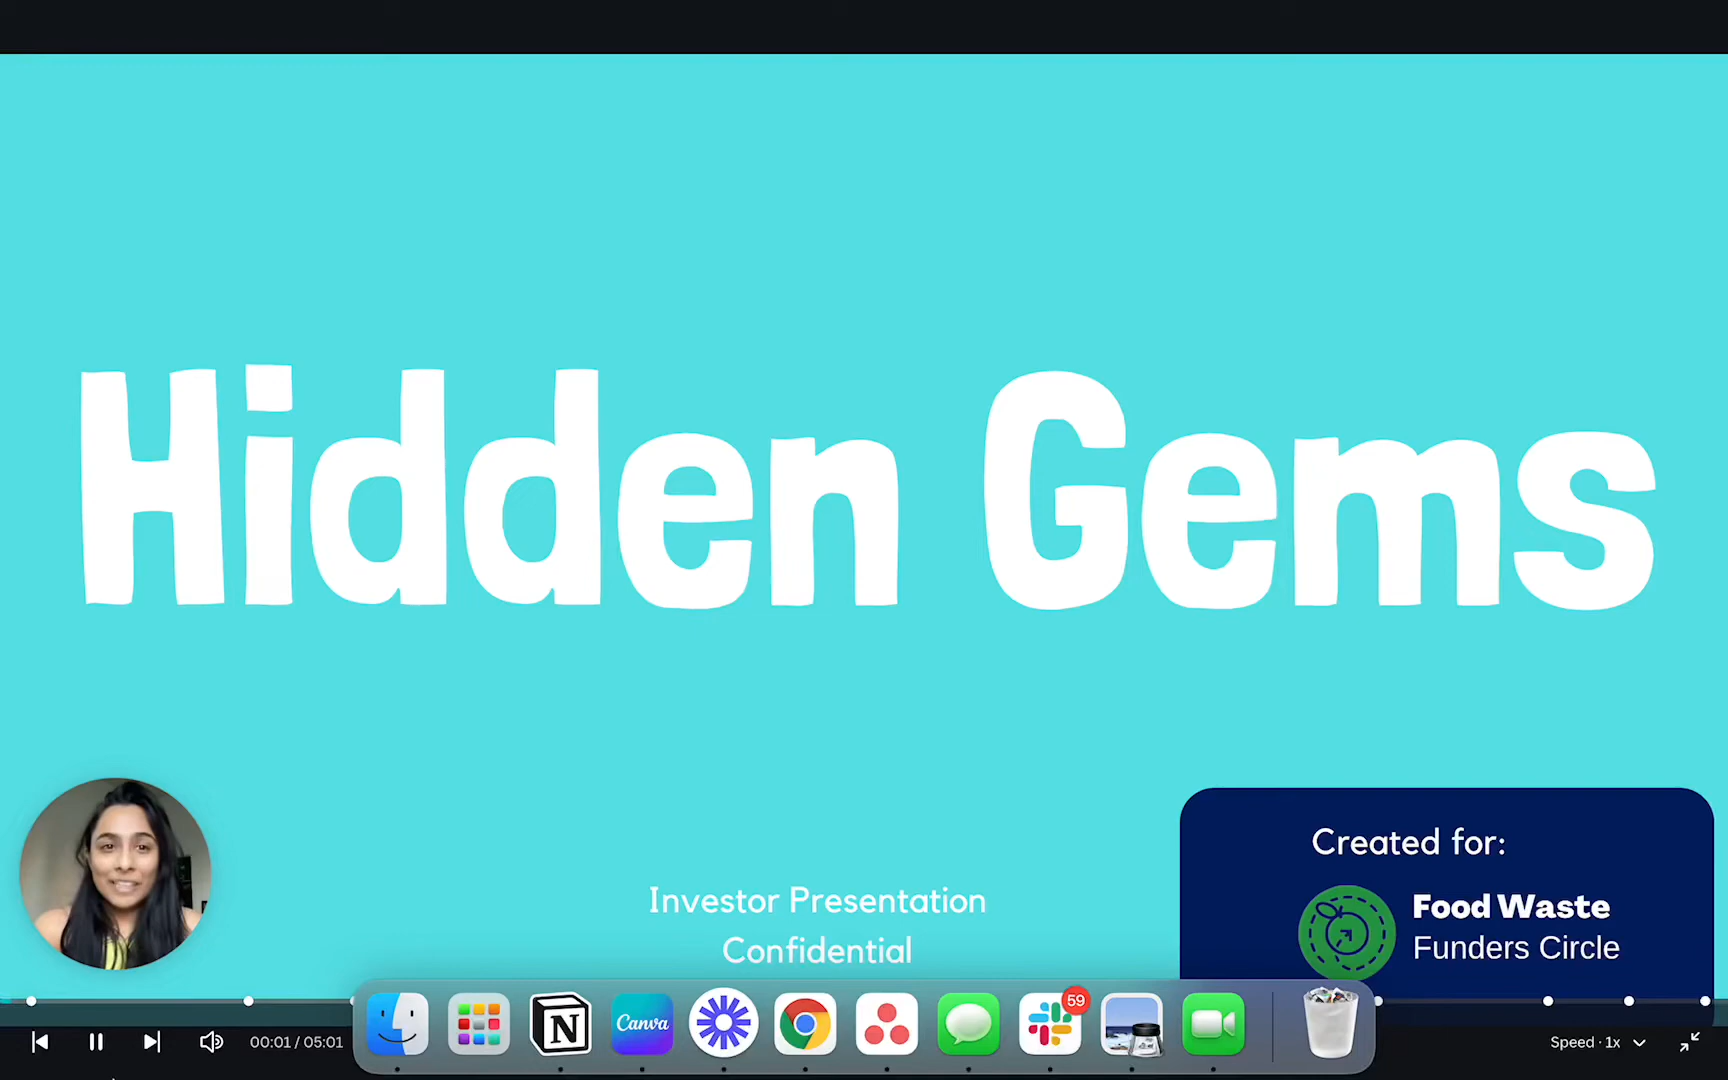 Hidden Gems
Investor Presentation
Confidential
Created for:
Food Waste
Funders Circle
00:01 / 05:01
N
Canva
59
Speed · 1x